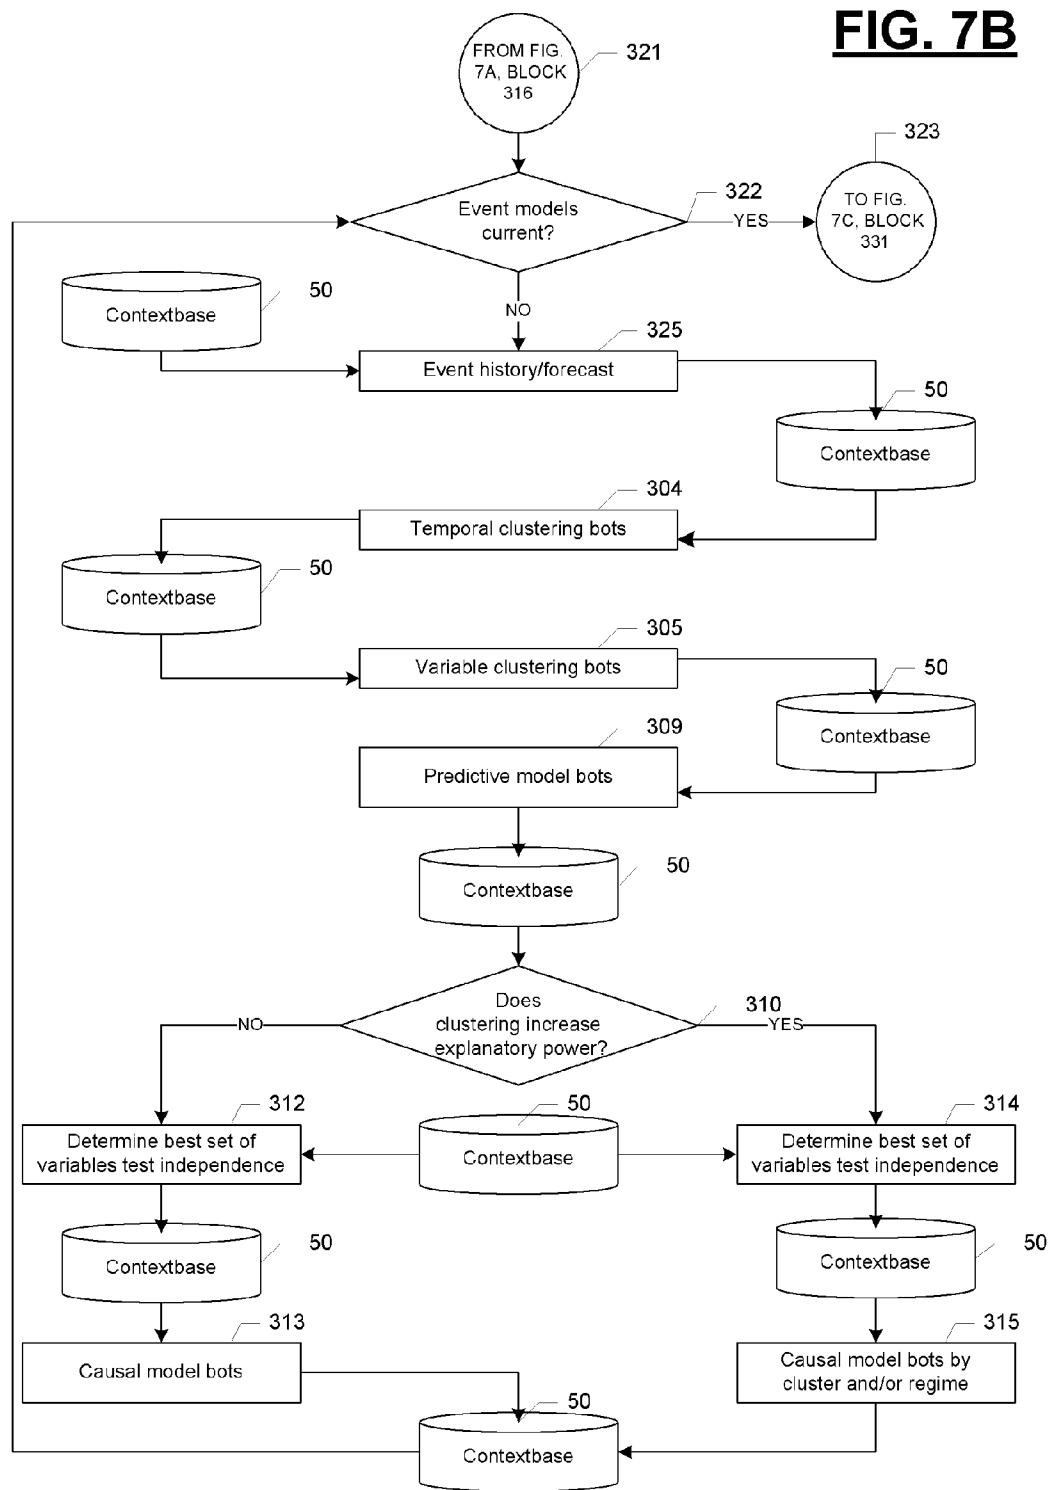 FIG. 7B
FROM FIG.
7A, BLOCK
316
321
323
322
Event models
current?
YES
TO FIG.
7C, BLOCK
331
50
Contextbase
NO
325
Event history/forecast
50
Contextbase
304
Temporal clustering bots
50
Contextbase
305
Variable clustering bots
50
Contextbase
309
Predictive model bots
50
Contextbase
310
Does
clustering increase
explanatory power?
NO
YES
312
Determine best set of
variables test independence
50
Contextbase
314
Determine best set of
variables test independence
50
Contextbase
50
Contextbase
313
Causal model bots
315
Causal model bots by
cluster and/or regime
50
Contextbase